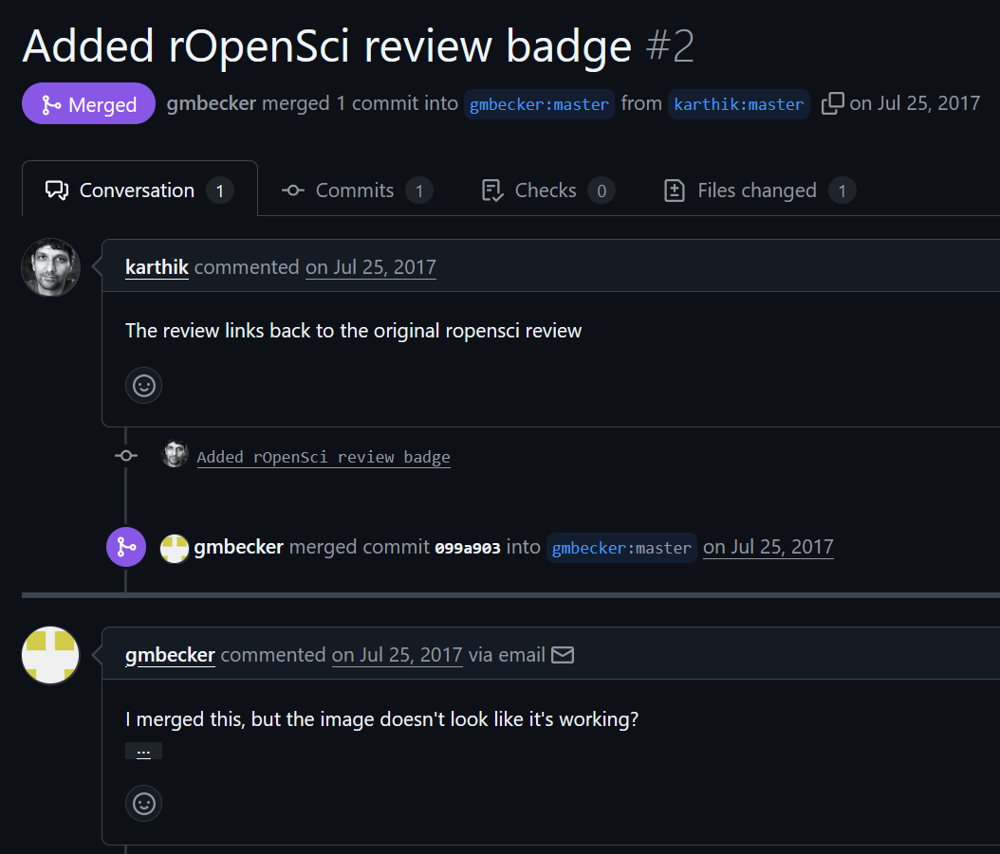 Added rOpenSci review badge #2
Merged gmbecker merged 1 commit into gmbecker:master from karthik:master on Jul 25, 2017
Conversation 1 Commits 1 Checks 0 Files changed 1
karthik commented on Jul 25, 2017
The review links back to the original ropensci review
Added rOpenSci review badge
gmbecker merged commit 099a903 into gmbecker:master on Jul 25, 2017
gmbecker commented on Jul 25, 2017 via email
I merged this, but the image doesn't look like it's working?
...